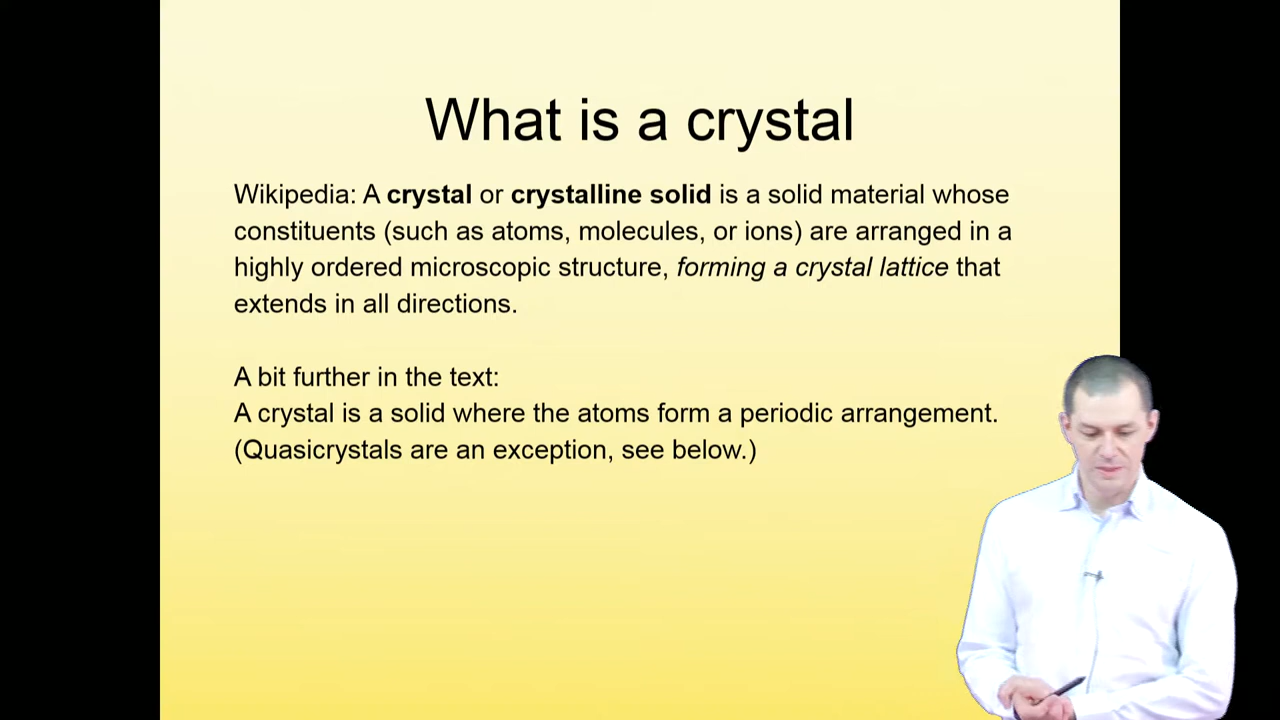 What is a crystal
Wikipedia: A crystal or crystalline solid is a solid material whose
constituents (such as atoms, molecules, or ions) are arranged in a
highly ordered microscopic structure, forming a crystal lattice that
extends in all directions.
A bit further in the text:
A crystal is a solid where the atoms form a periodic arrangement.
(Quasicrystals are an exception, see below.)